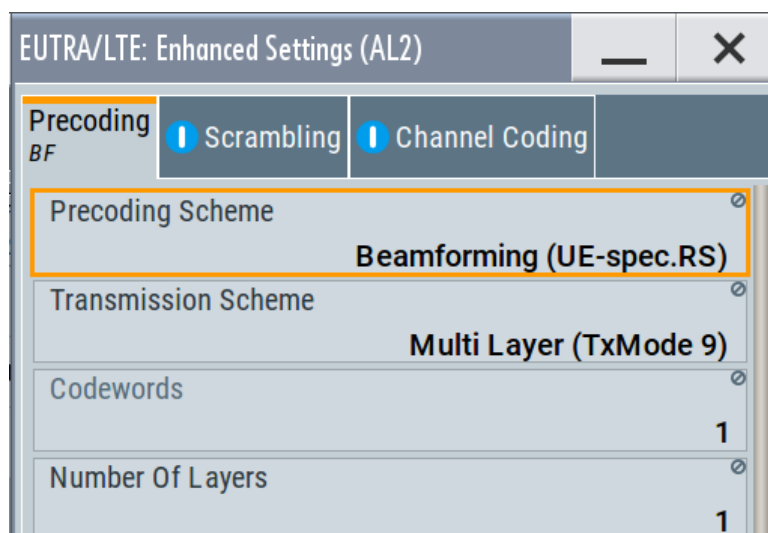 EUTRA/LTE: Enhanced Settings (AL2)
Precoding
BF
Scrambling
Channel Coding
Precoding Scheme
Beamforming (UE-spec.RS)
Transmission Scheme
Multi Layer (TxMode 9)
Codewords
1
Number Of Layers
1